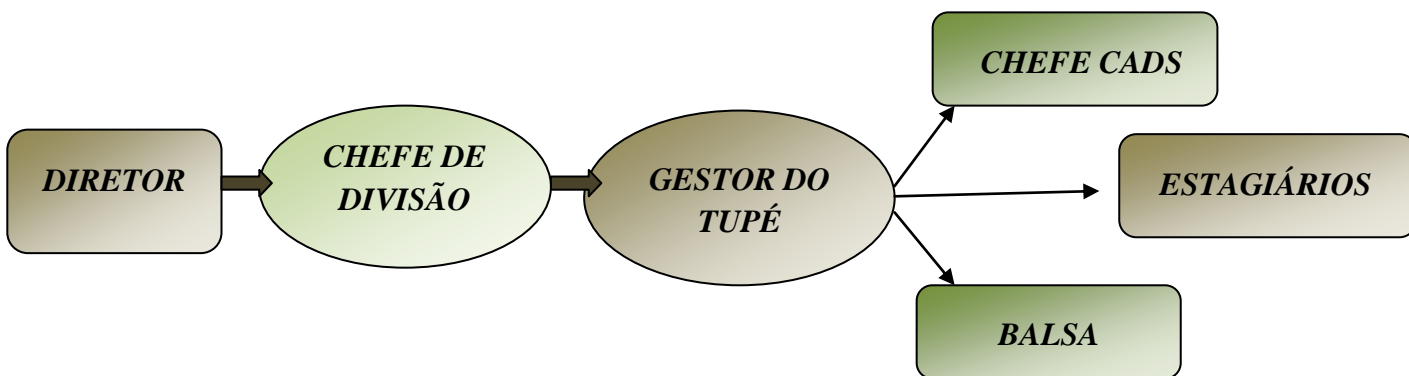 DIRETOR
CHEFE DE
DIVISÃO
GESTOR DO
TUPÉ
CHEFE CADS
ESTAGIÁRIOS
BALSA